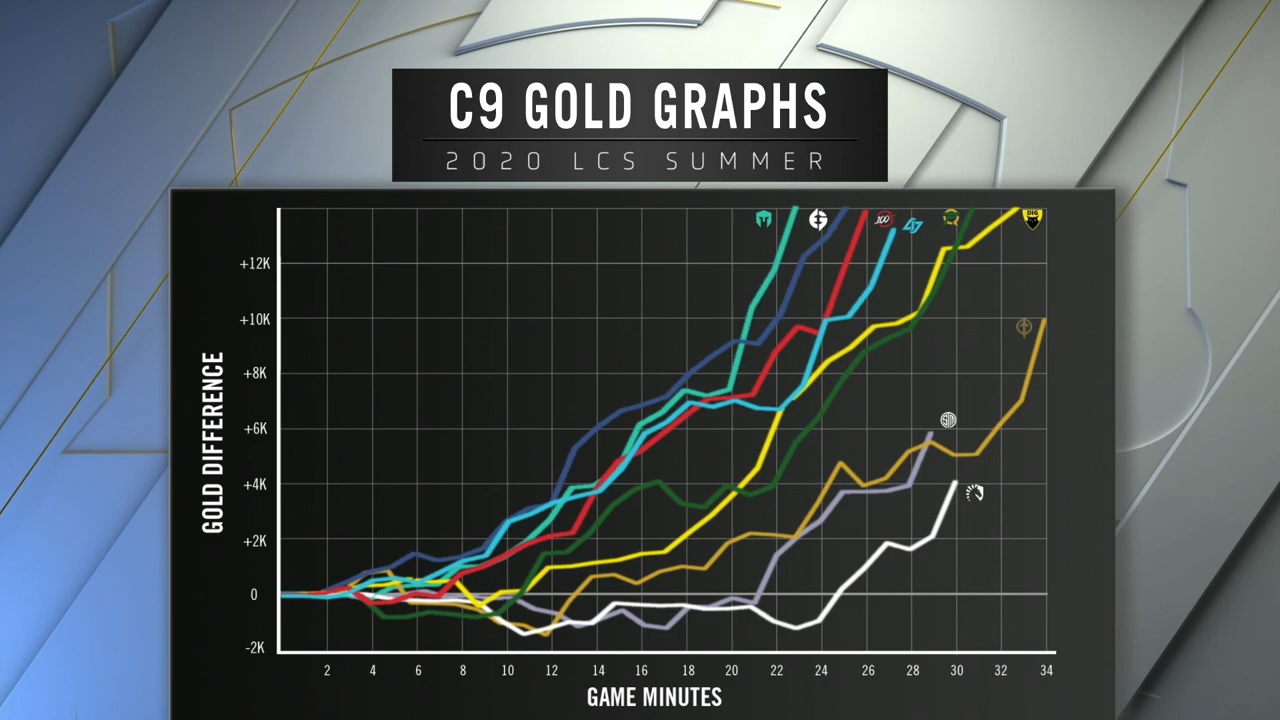 C9 GOLD GRAPHS
2020 LCS SUMMER
100
DIG
+12K
+10K
+8K
+6K
+4K
+2K
0
-2K
GOLD DIFFERENCE
2 4 6 8 10 12 14 16 18 20 22 24 26 28 30 32 34
GAME MINUTES